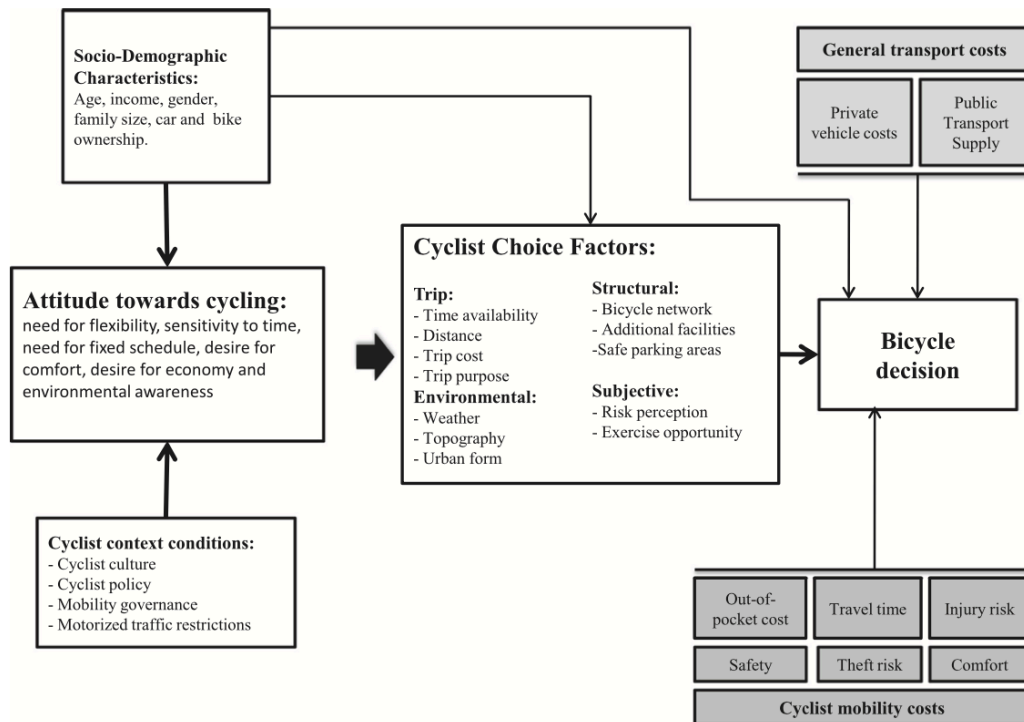 Socio-Demographic
Characteristics:
Age, income, gender,
family size, car and bike
ownership.
General transport costs
Private
vehicle costs
Public
Transport
Supply
Attitude towards cycling:
need for flexibility, sensitivity to time,
need for fixed schedule, desire for
comfort, desire for economy and
environmental awareness
Cyclist Choice Factors:
Trip:
- Time availability
- Distance
- Trip cost
- Trip purpose
Environmental:
- Weather
- Topography
- Urban form
Structural:
- Bicycle network
- Additional facilities
-Safe parking areas
Subjective:
- Risk perception
- Exercise opportunity
Bicycle
decision
Cyclist context conditions:
- Cyclist culture
- Cyclist policy
- Mobility governance
- Motorized traffic restrictions
Out-of-
pocket cost
Travel time
Injury risk
Safety
Theft risk
Comfort
Cyclist mobility costs